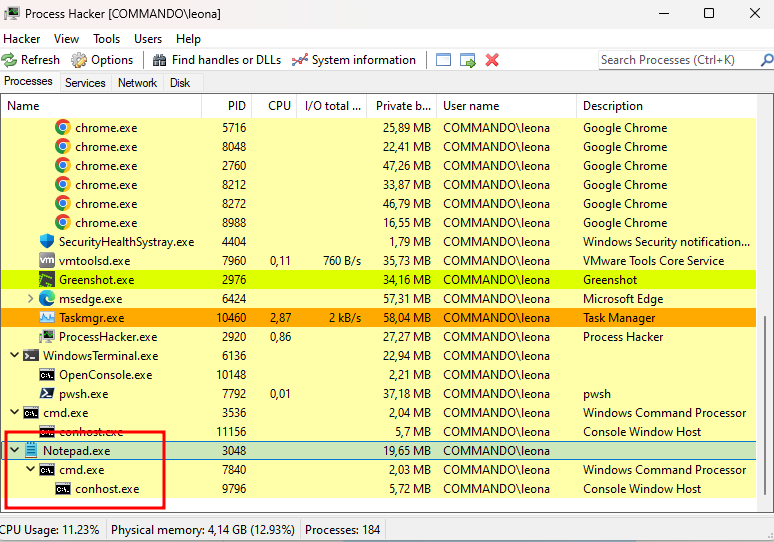 Process Hacker [COMMANDO\leona]
Hacker View Tools Users Help
Refresh Options Find handles or DLLs System information Search Processes (Ctrl+K)
Processes Services Network Disk
Name PID CPU I/O total ... Private b... User name Description
chrome.exe 5716 25,89 MB COMMANDO\leona Google Chrome
chrome.exe 8048 22,41 MB COMMANDO\leona Google Chrome
chrome.exe 2760 47,26 MB COMMANDO\leona Google Chrome
chrome.exe 8212 33,87 MB COMMANDO\leona Google Chrome
chrome.exe 8272 46,79 MB COMMANDO\leona Google Chrome
chrome.exe 8988 16,55 MB COMMANDO\leona Google Chrome
SecurityHealthSystray.exe 4404 1,79 MB COMMANDO\leona Windows Security notification...
vm vmtoolsd.exe 7960 0,11 760 B/s 35,73 MB COMMANDO\leona VMware Tools Core Service
Greenshot.exe 2976 34,16 MB COMMANDO\leona Greenshot
msedge.exe 6424 57,31 MB COMMANDO\leona Microsoft Edge
Taskmgr.exe 10460 2,87 2 kB/s 58,04 MB COMMANDO\leona Task Manager
ProcessHacker.exe 2920 0,86 27,27 MB COMMANDO\leona Process Hacker
WindowsTerminal.exe 6136 22,94 MB COMMANDO\leona
OpenConsole.exe 10148 2,21 MB COMMANDO\leona
pwsh.exe 7792 0,01 37,18 MB COMMANDO\leona pwsh
cmd.exe 3536 2,04 MB COMMANDO\leona Windows Command Processor
conhost.exe 11156 5,7 MB COMMANDO\leona Console Window Host
Notepad.exe 3048 19,65 MB COMMANDO\leona
cmd.exe 7840 2,03 MB COMMANDO\leona Windows Command Processor
conhost.exe 9796 5,72 MB COMMANDO\leona Console Window Host
CPU Usage: 11.23% Physical memory: 4,14 GB (12.93%) Processes: 184